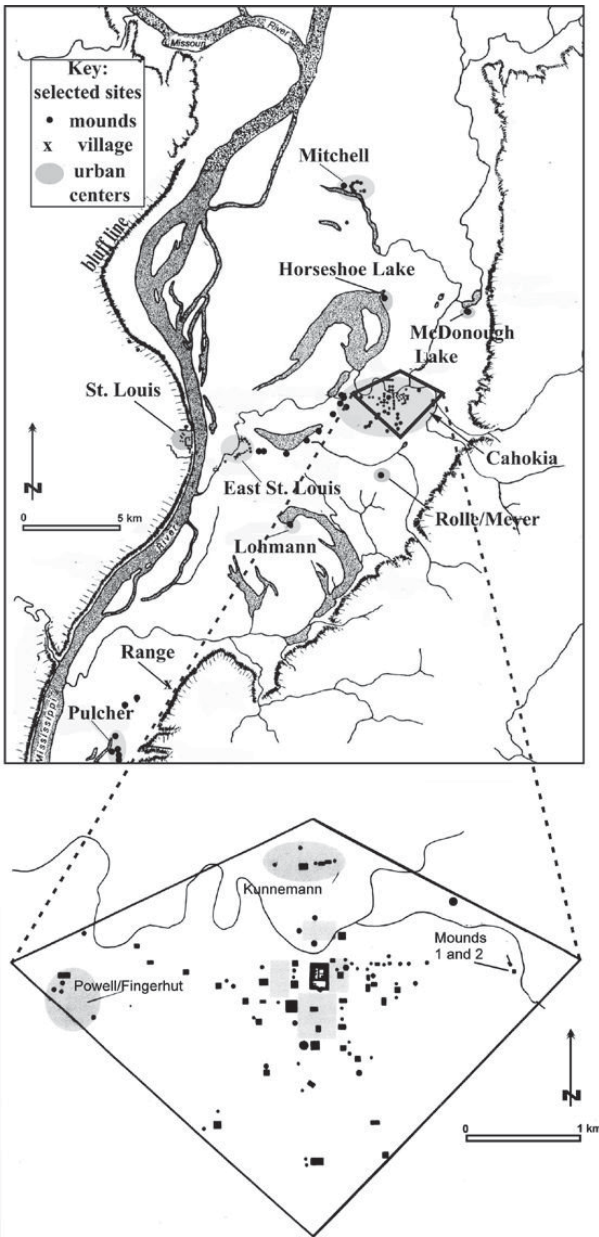 Missouri
River
Key:
selected sites
mounds
x village
urban
centers
Mitchell
bluff line
Horseshoe Lake
McDonough
Lake
St. Louis
N
0 5 km
East St. Louis
Cahokia
Rolle/Meyer
Lohmann
River
Range
x
Pulcher
Mississippi
Kunnemann
Mounds
1 and 2
Powell/Fingerhut
N
0 1 km